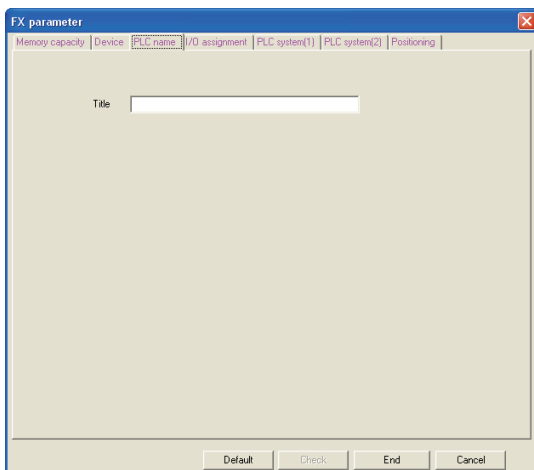 FX parameter
Memory capacity Device PLC name I/O assignment PLC system(1) PLC system(2) Positioning
Title
Default Check End Cancel